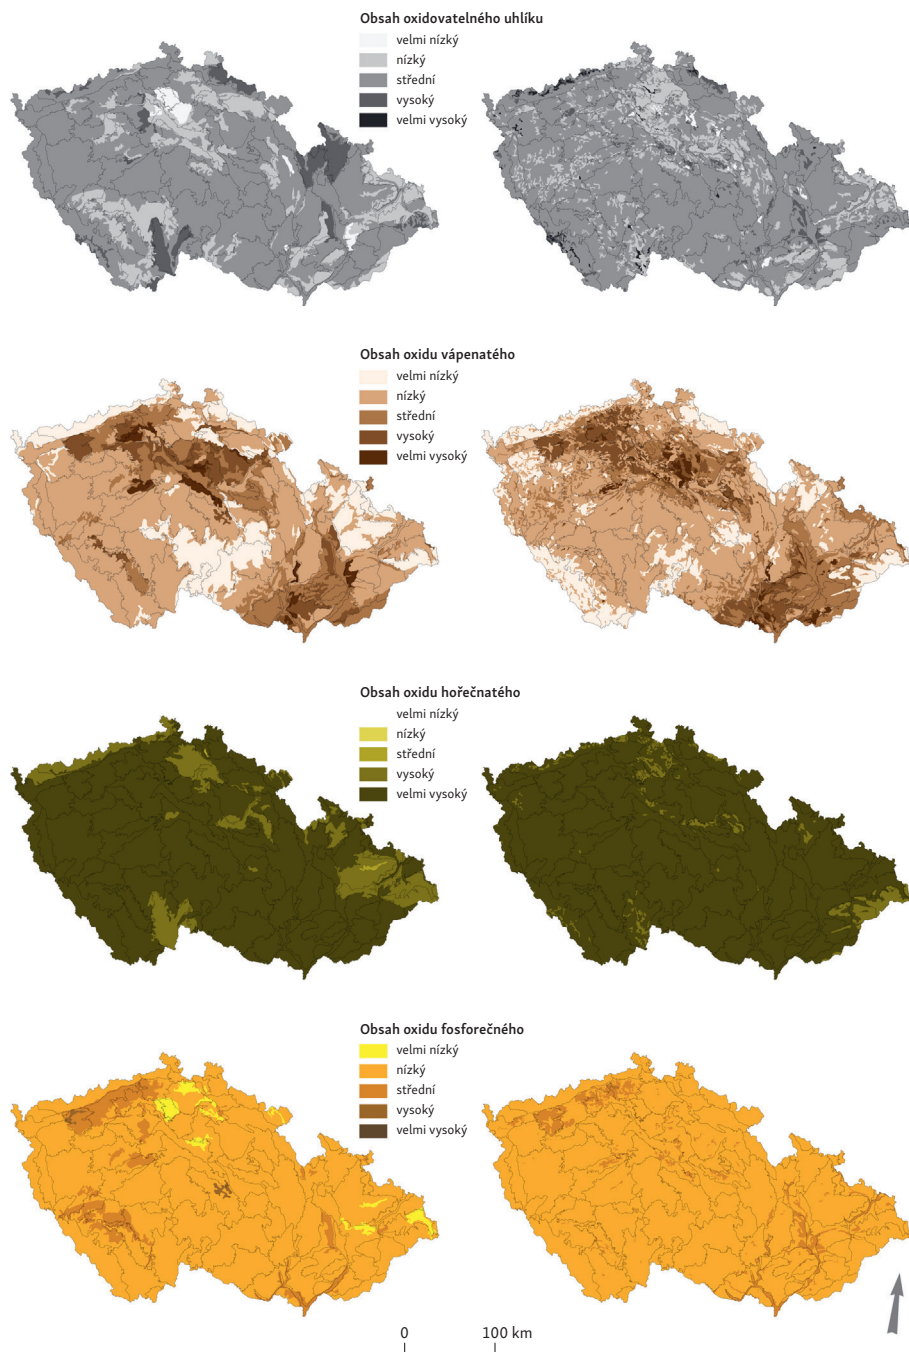 Obsah oxidovatelného uhlíku
velmi nízký
nízký
střední
vysoký
velmi vysoký
Obsah oxidu vápenatého
velmi nízký
nízký
střední
vysoký
velmi vysoký
Obsah oxidu hořečnatého
velmi nízký
nízký
střední
vysoký
velmi vysoký
Obsah oxidu fosforečného
velmi nízký
nízký
střední
vysoký
velmi vysoký
0 100 km